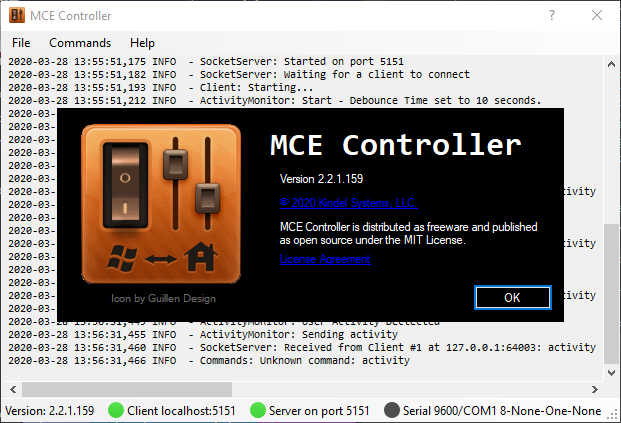 MCE Controller
File Commands Help
2020-03-28 13:55:51,175 INFO - SocketServer: Started on port 5151
2020-03-28 13:55:51,182 INFO - SocketServer: Waiting for a client to connect
2020-03-28 13:55:51,193 INFO - Client: Starting...
2020-03-28 13:55:51,212 INFO - ActivityMonitor: Start - Debounce Time set to 10 seconds.
2020-03-
2020-03-
2020-03-
2020-03-
2020-03-
2020-03-
2020-03- activity
2020-03-
2020-03-
2020-03-
2020-03- activity
2020-03-
2020-03-
2020-03-
2020-03- activity
2020-03-
MCE Controller
Version 2.2.1.159
© 2020 Kindel Systems, LLC.
MCE Controller is distributed as freeware and published
as open source under the MIT License.
License Agreement
Icon by Guillen Design
OK
2020-03-28 13:56:31,449 INFO - ActivityMonitor: User Activity Dectected
2020-03-28 13:56:31,455 INFO - ActivityMonitor: Sending activity
2020-03-28 13:56:31,460 INFO - SocketServer: Received from Client #1 at 127.0.0.1:64003: activity
2020-03-28 13:56:31,466 INFO - Commands: Unknown command: activity
Version: 2.2.1.159 Client localhost:5151 Server on port 5151 Serial 9600/COM1 8-None-One-None